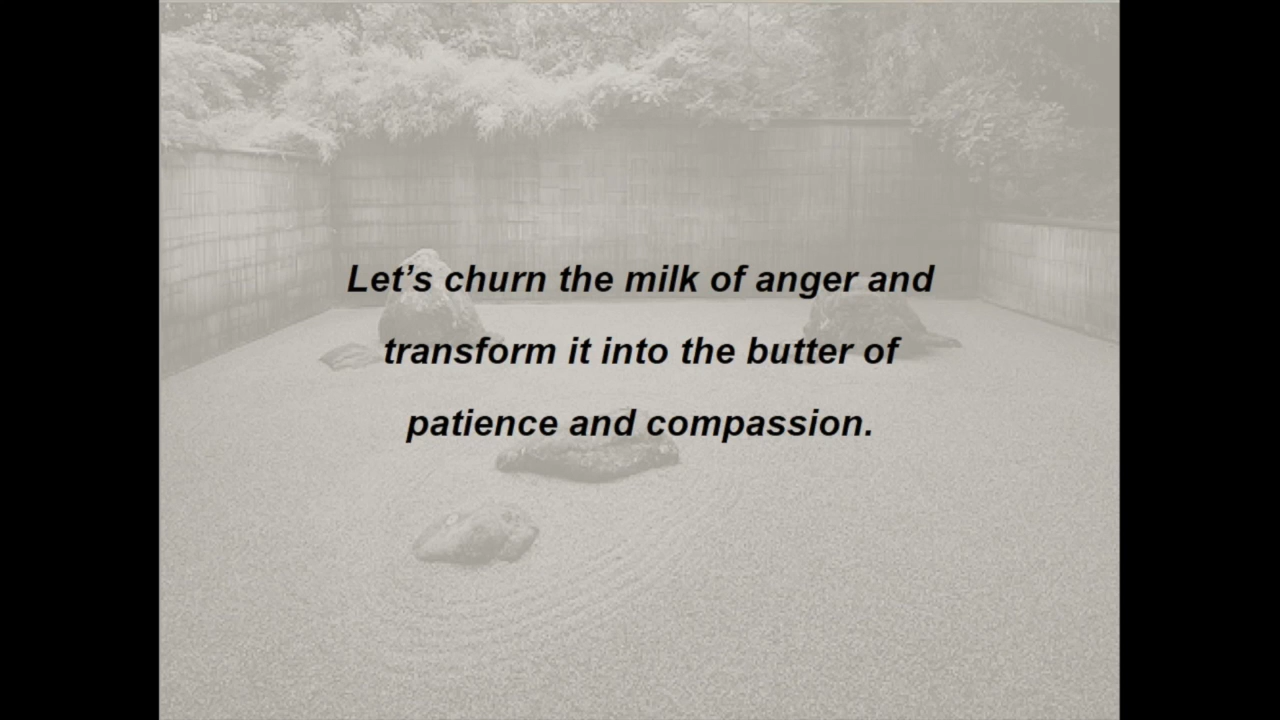 Let’s churn the milk of anger and
transform it into the butter of
patience and compassion.